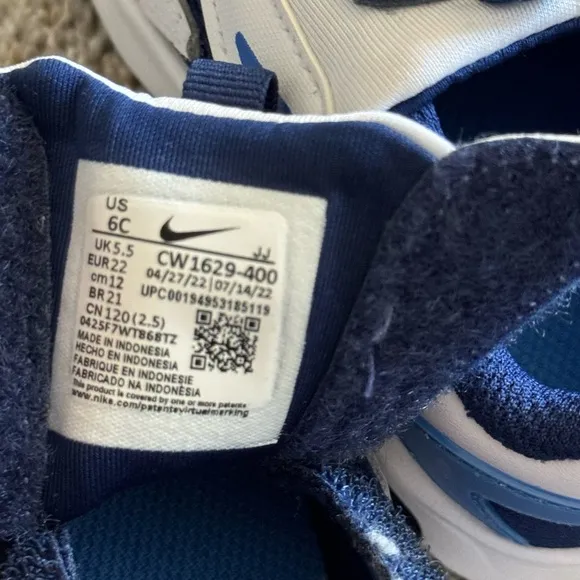 US
6C
JJ
UK 5.5
CW1629-400
EUR 22
04/27/22 | 07/14/22
cm 12
UPC00194953185119
BR 21
CN 120 (2.5)
0425F7WT868TZ
MADE IN INDONESIA
HECHO EN INDONESIA
FABRIQUE EN INDONESIE
FABRICADO NA INDONÉSIA
This product is covered by one or more patents
www.nike.com/patentsvirtualmarking